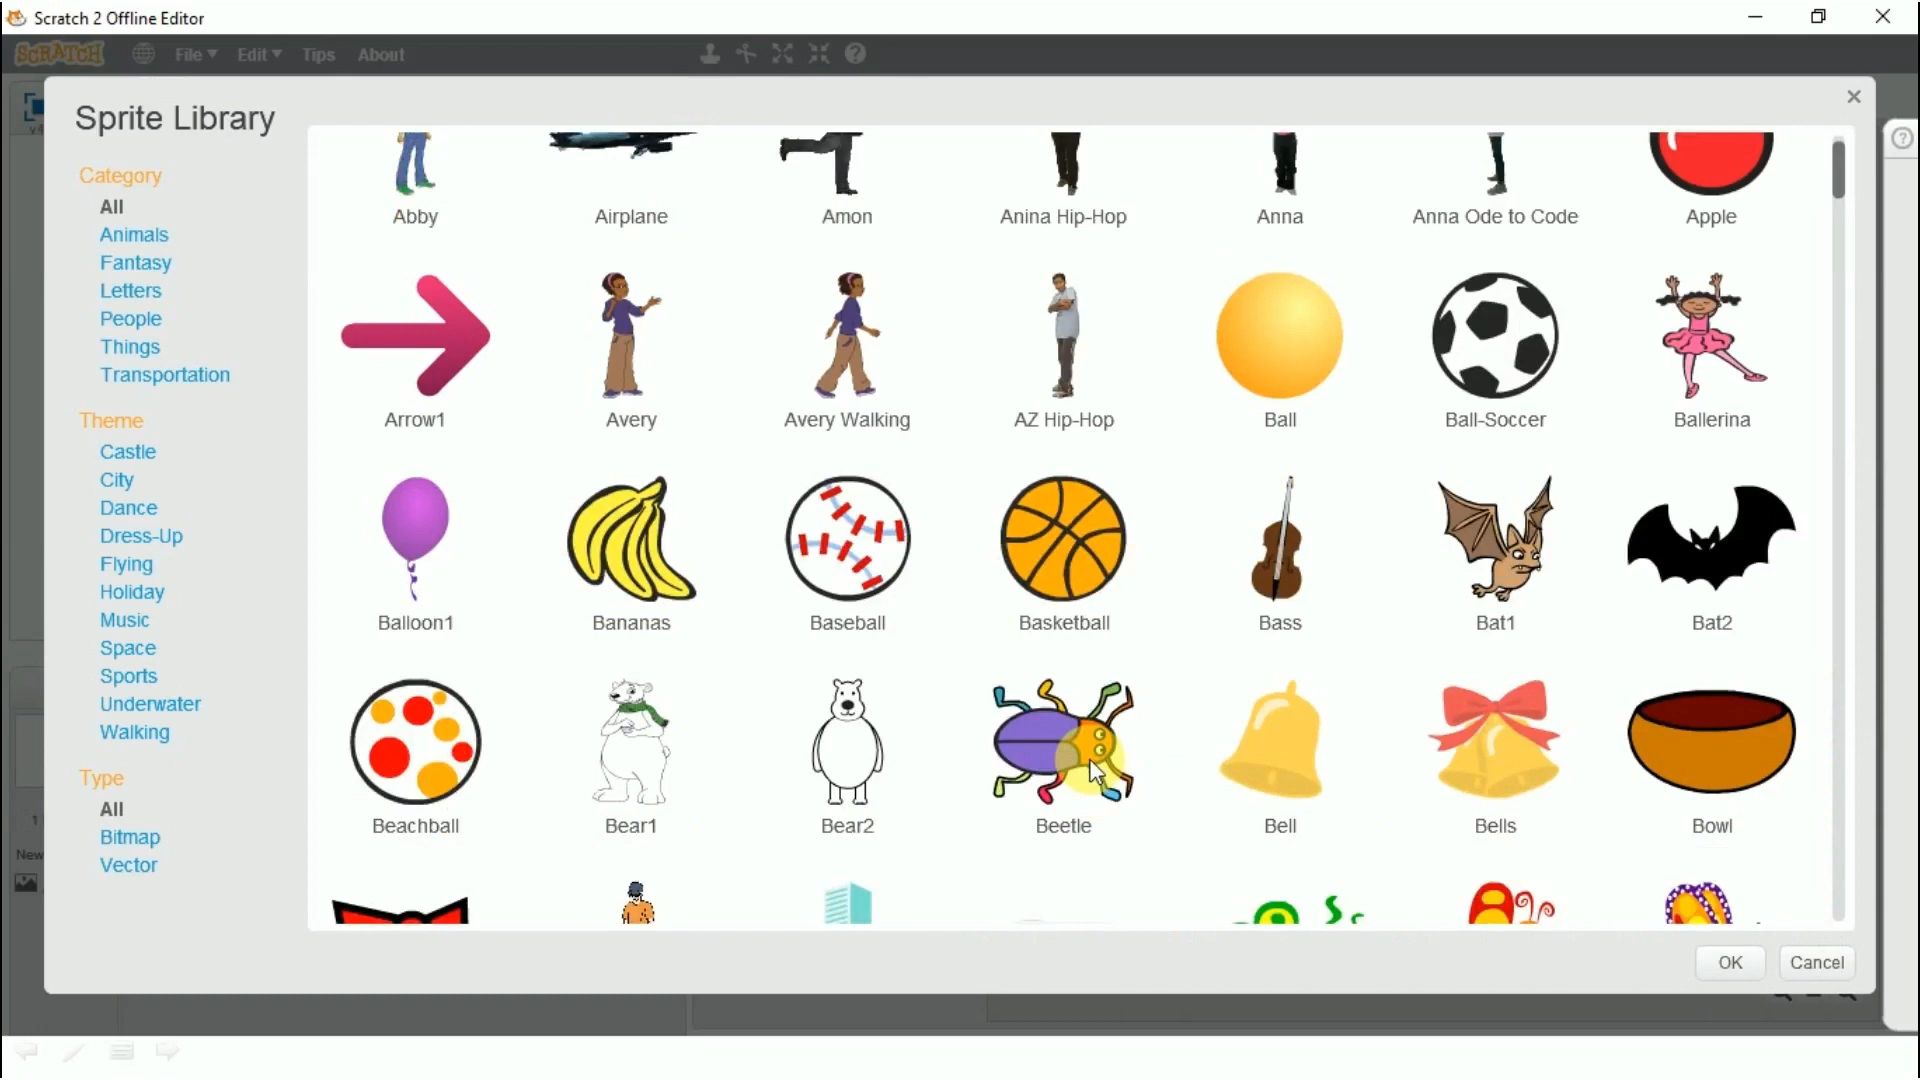 Scratch 2 Offline Editor
SCRATCH File Edit Tips About
Sprite Library
Category
All
Animals
Fantasy
Letters
People
Things
Transportation
Theme
Castle
City
Dance
Dress-Up
Flying
Holiday
Music
Space
Sports
Underwater
Walking
Type
All
Bitmap
Vector
Abby Airplane Amon Anina Hip-Hop Anna Anna Ode to Code Apple
Arrow1 Avery Avery Walking AZ Hip-Hop Ball Ball-Soccer Ballerina
Balloon1 Bananas Baseball Basketball Bass Bat1 Bat2
Beachball Bear1 Bear2 Beetle Bell Bells Bowl
OK Cancel
New